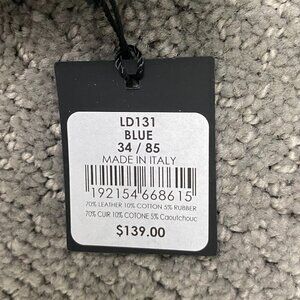 LD131
BLUE
34 / 85
MADE IN ITALY
192154 668615
70% LEATHER 10% COTTON 5% RUBBER
70% CUIR 10% COTONE 5% Caoutchouc
$139.00